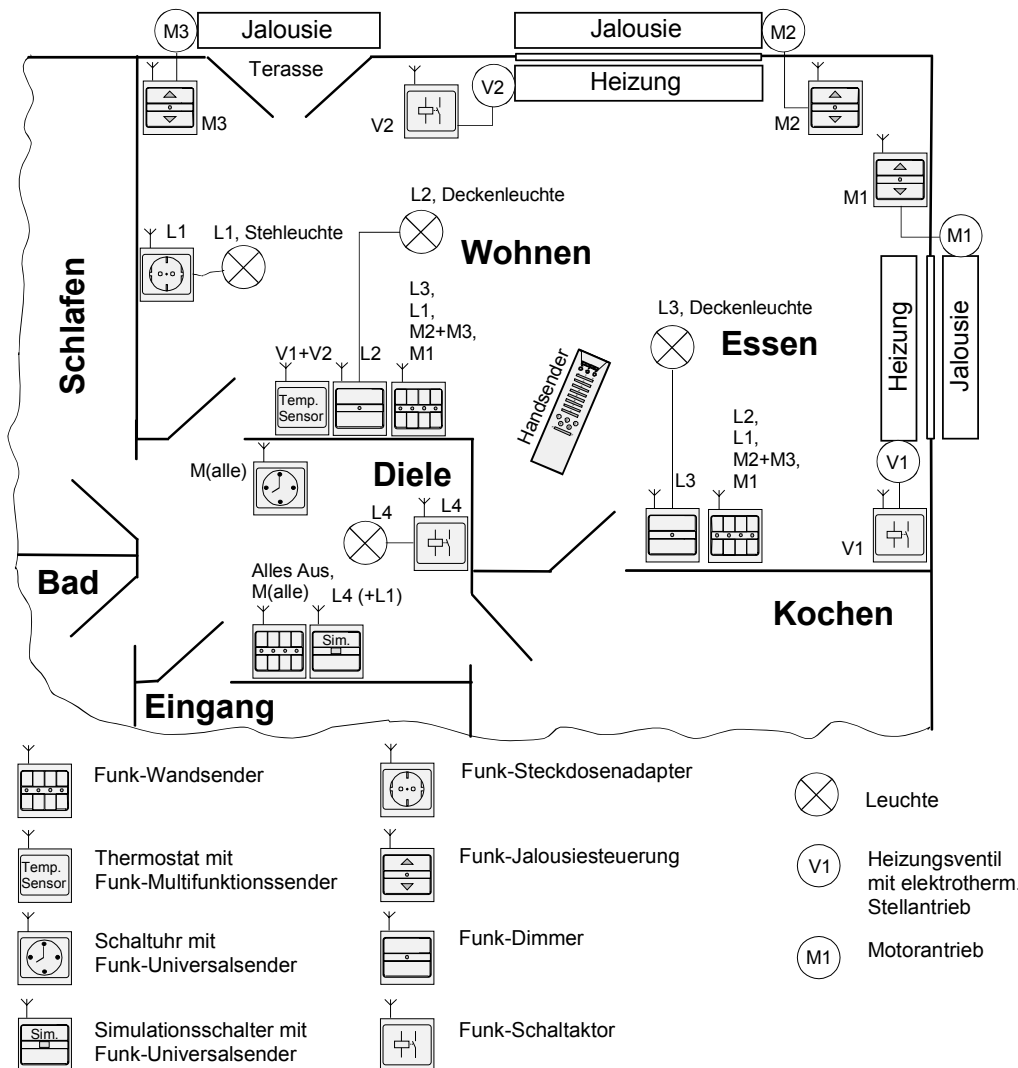 M3
Jalousie
Jalousie
M2
Terasse
V2
Heizung
M3
V2
M2
M1
M1
L2, Deckenleuchte
Wohnen
L1
L1, Stehleuchte
Schlafen
L3,
L1,
M2+M3,
M1
L3, Deckenleuchte
Essen
Heizung
Jalousie
V1+V2
L2
Temp.
Sensor
Handsender
L2,
L1,
M2+M3,
M1
M(alle)
Diele
L3
V1
V1
L4
L4
Bad
Alles Aus,
M(alle)
L4 (+L1)
Sim.
Kochen
Eingang
Funk-Wandsender
Funk-Steckdosenadapter
Leuchte
Temp.
Sensor
Thermostat mit
Funk-Multifunktionssender
Funk-Jalousiesteuerung
V1
Heizungsventil
mit elektrotherm.
Stellantrieb
Schaltuhr mit
Funk-Universalsender
Funk-Dimmer
M1
Motorantrieb
Sim.
Simulationsschalter mit
Funk-Universalsender
Funk-Schaltaktor